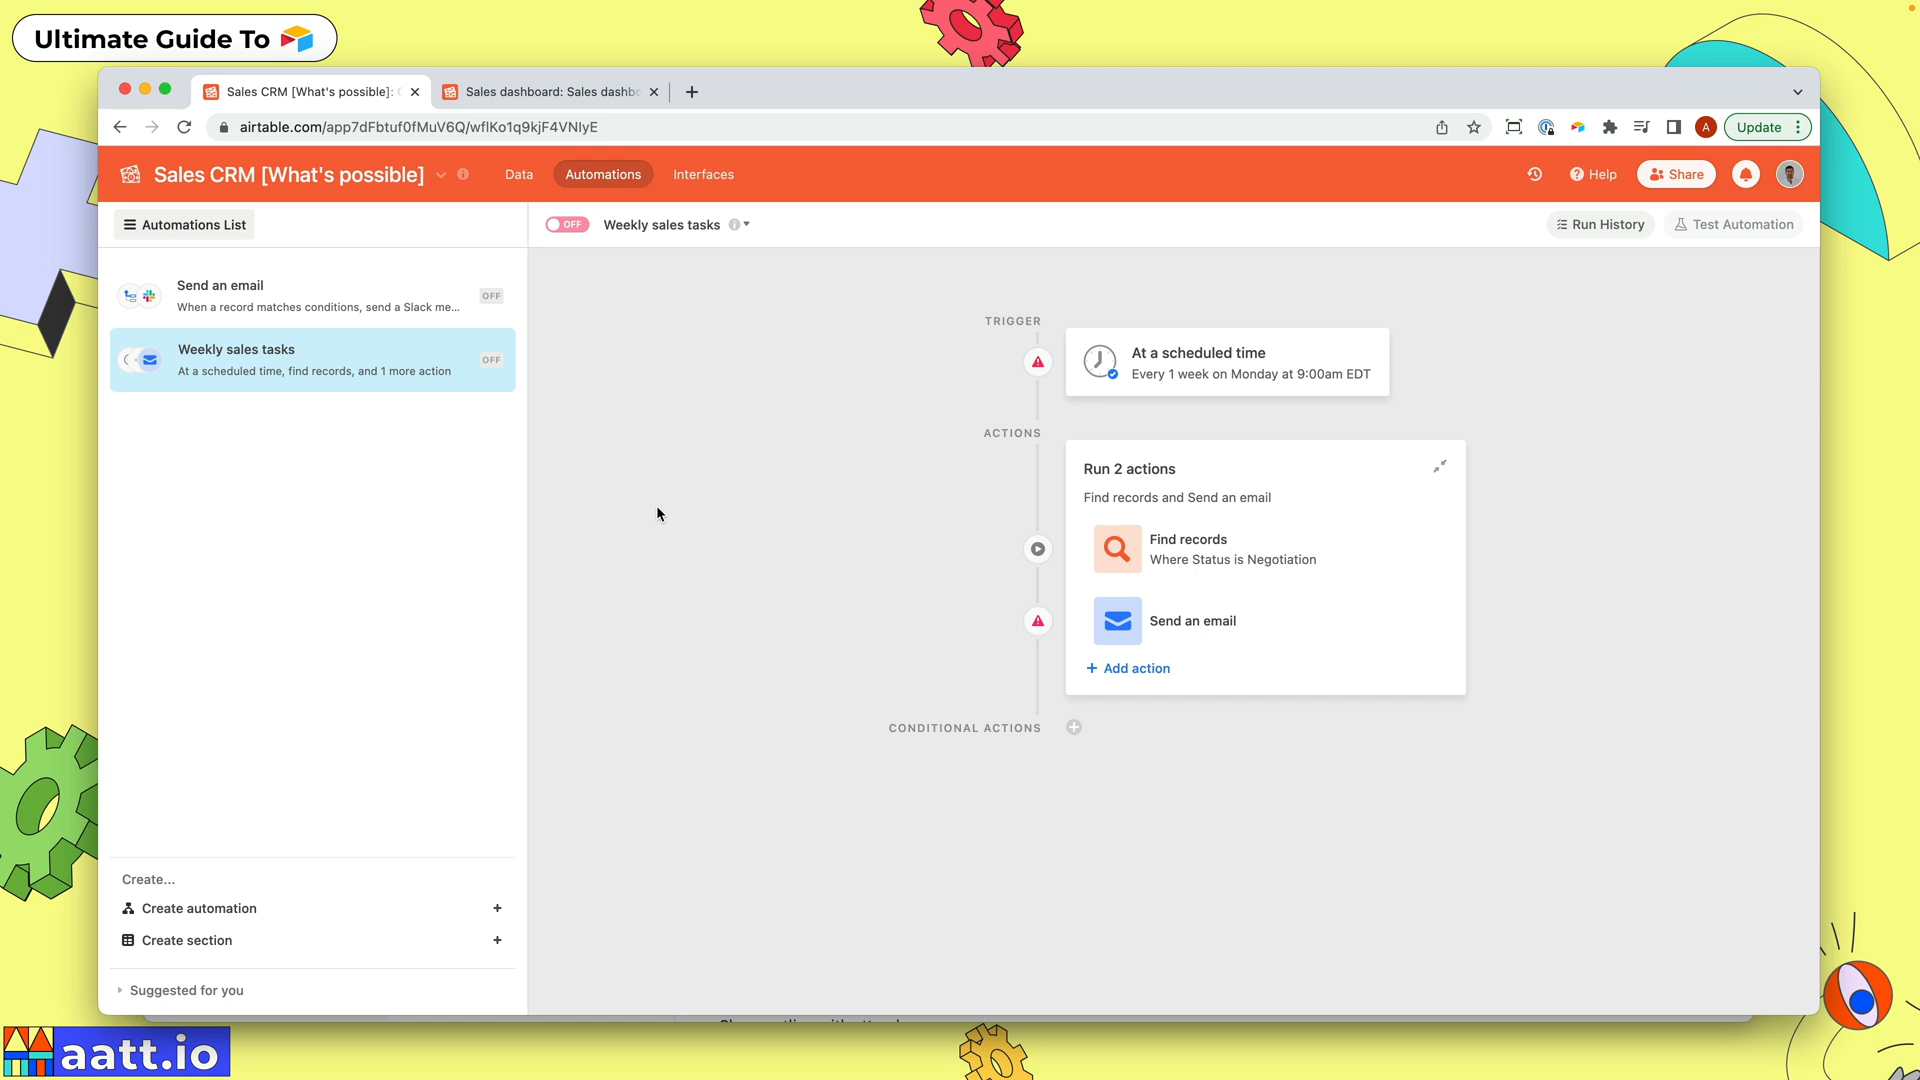 Ultimate Guide To
Sales CRM [What's possible]:
Sales dashboard: Sales dashbo
airtable.com/app7dFbtuf0fMuV6Q/wflKo1q9kjF4VNIyE
A
Update
Sales CRM [What's possible]
Data
Automations
Interfaces
Help
Share
Automations List
OFF
Weekly sales tasks
Run History
Test Automation
Send an email
When a record matches conditions, send a Slack me...
OFF
Weekly sales tasks
At a scheduled time, find records, and 1 more action
OFF
TRIGGER
At a scheduled time
Every 1 week on Monday at 9:00am EDT
ACTIONS
Run 2 actions
Find records and Send an email
Find records
Where Status is Negotiation
Send an email
+ Add action
CONDITIONAL ACTIONS
Create...
Create automation
Create section
Suggested for you
aatt.io